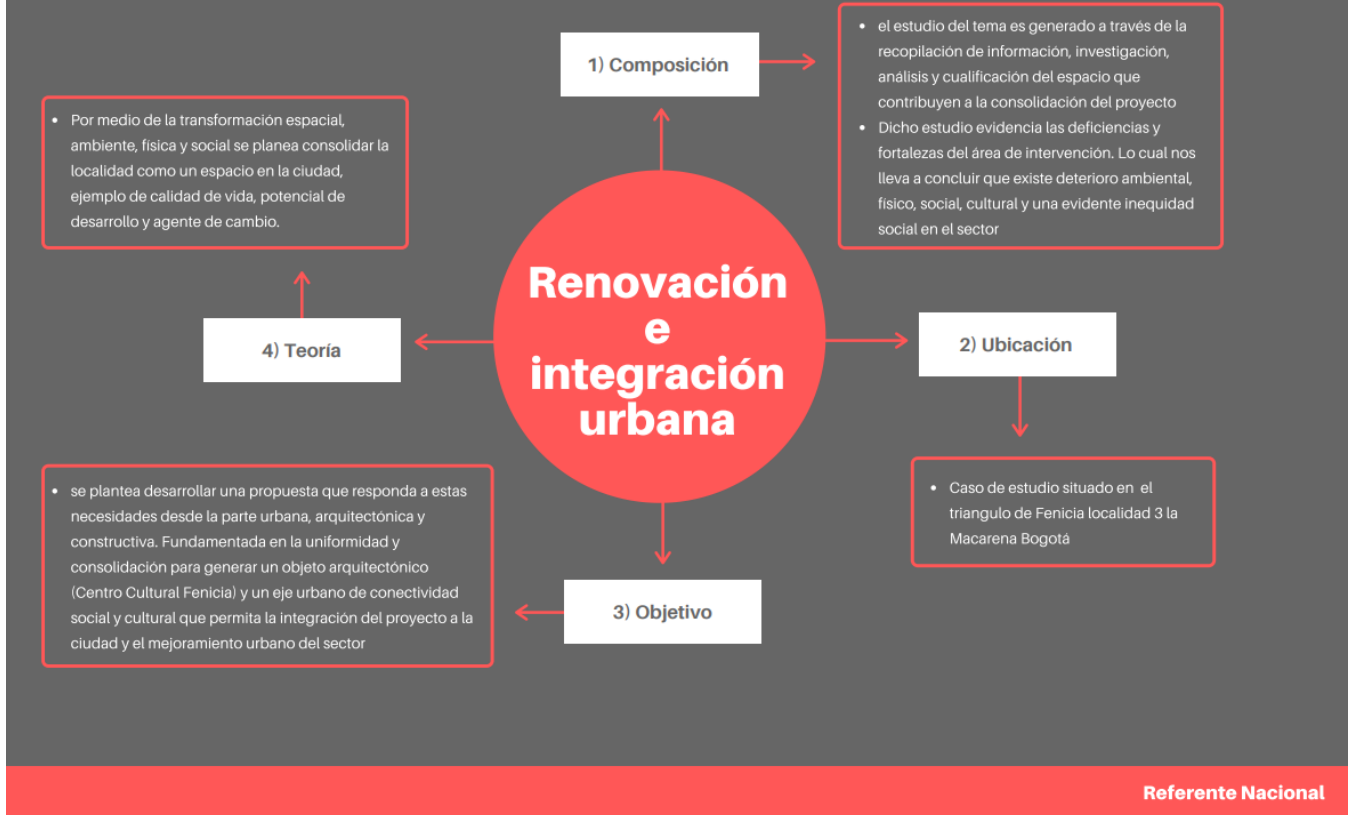 Renovación
e
integración
urbana
1) Composición
• el estudio del tema es generado a través de la
recopilación de información, investigación,
análisis y cualificación del espacio que
contribuyen a la consolidación del proyecto
• Dicho estudio evidencia las deficiencias y
fortalezas del área de intervención. Lo cual nos
lleva a concluir que existe deterioro ambiental,
físico, social, cultural y una evidente inequidad
social en el sector
2) Ubicación
• Caso de estudio situado en el
triangulo de Fenicia localidad 3 la
Macarena Bogotá
3) Objetivo
• se plantea desarrollar una propuesta que responda a estas
necesidades desde la parte urbana, arquitectónica y
constructiva. Fundamentada en la uniformidad y
consolidación para generar un objeto arquitectónico
(Centro Cultural Fenicia) y un eje urbano de conectividad
social y cultural que permita la integración del proyecto a la
ciudad y el mejoramiento urbano del sector
4) Teoría
• Por medio de la transformación espacial,
ambiente, física y social se planea consolidar la
localidad como un espacio en la ciudad,
ejemplo de calidad de vida, potencial de
desarrollo y agente de cambio.
Referente Nacional